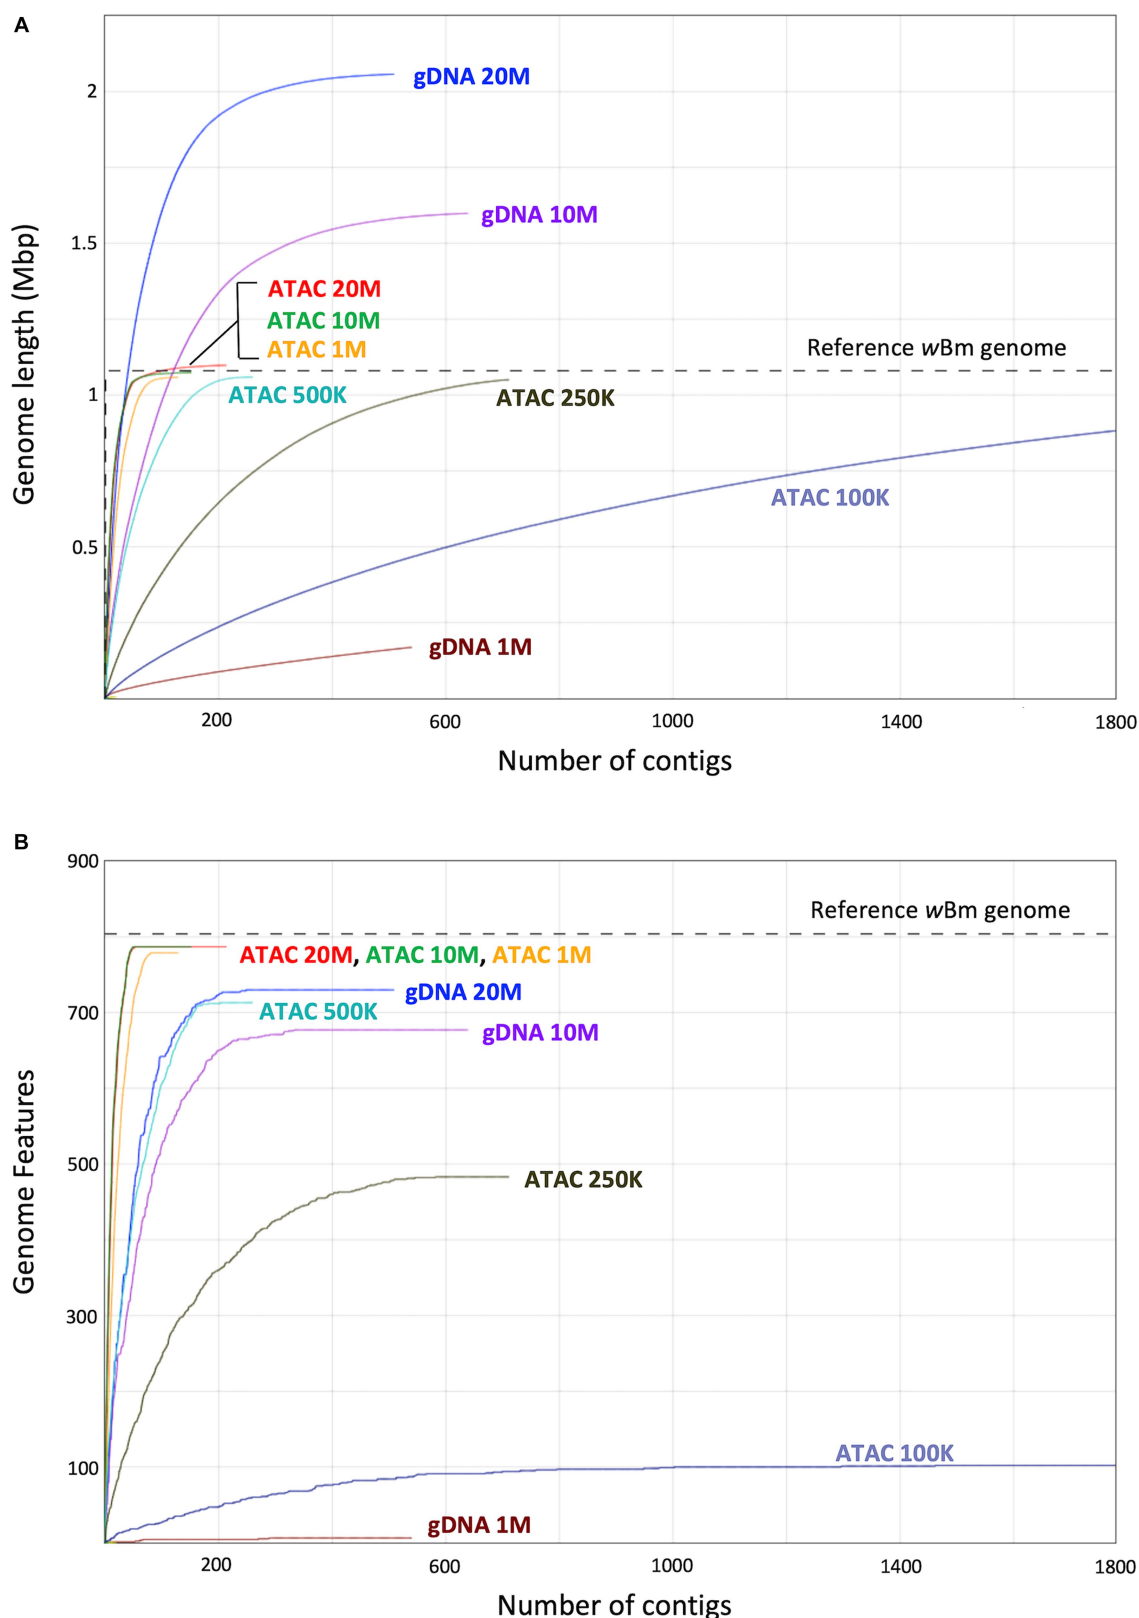 A
Genome length (Mbp)
2
1.5
1
0.5
gDNA 20M
gDNA 10M
ATAC 20M
ATAC 10M
ATAC 1M
Reference wBm genome
ATAC 500K
ATAC 250K
ATAC 100K
gDNA 1M
200 600 1000 1400 1800
Number of contigs
B
Genome Features
900
700
500
300
100
Reference wBm genome
ATAC 20M, ATAC 10M, ATAC 1M
gDNA 20M
ATAC 500K
gDNA 10M
ATAC 250K
ATAC 100K
gDNA 1M
200 600 1000 1400 1800
Number of contigs